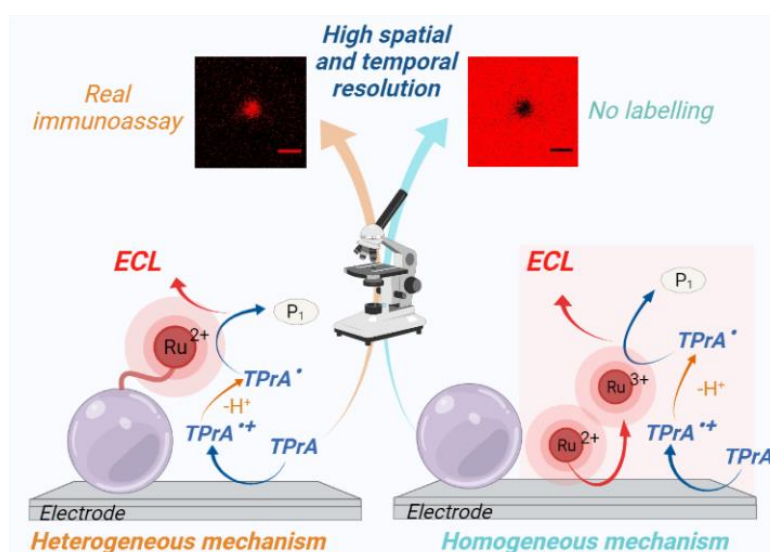 High spatial
and temporal
resolution
Real
immunoassay
No labelling
ECL
P₁
Ru²⁺
TPrA•
-H⁺
TPrA•+
TPrA
Electrode
Heterogeneous mechanism
ECL
P₁
TPrA•
Ru³⁺
-H⁺
Ru²⁺
TPrA•+
TPrA
Electrode
Homogeneous mechanism